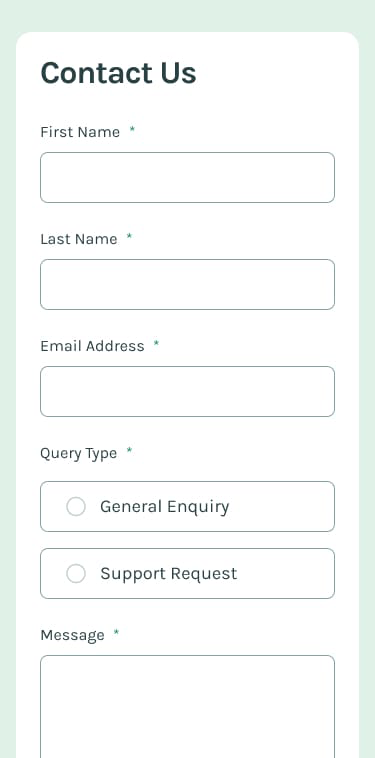 Contact Us
First Name *
Last Name *
Email Address *
Query Type *
General Enquiry
Support Request
Message *